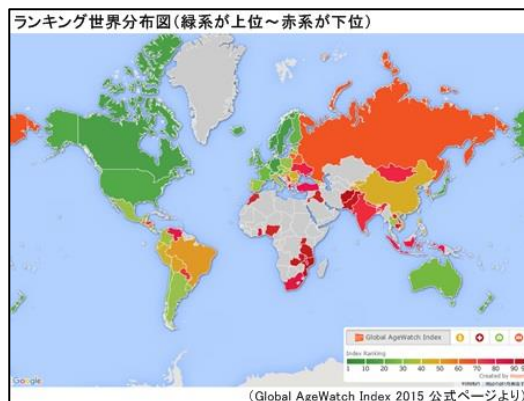 ランキング世界分布図(緑系が上位～赤系が下位)
Global AgeWatch Index
Index Ranking
1 10 20 30 40 50 60 70 80 90
Created by
Google
(Global AgeWatch Index 2015 公式ページより)